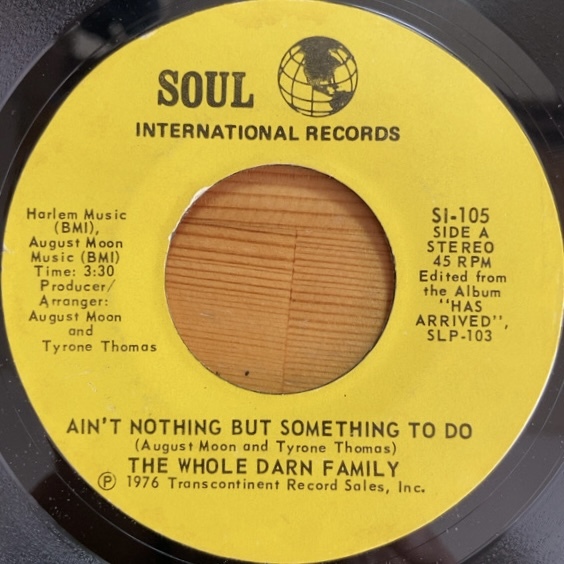 SOUL
INTERNATIONAL RECORDS
Harlem Music
(BMI),
August Moon
Music (BMI)
Time: 3:30
Producer/
Arranger:
August Moon
and
Tyrone Thomas
SI-105
SIDE A
STEREO
45 RPM
Edited from
the Album
"HAS
ARRIVED",
SLP-103
AIN'T NOTHING BUT SOMETHING TO DO
(August Moon and Tyrone Thomas)
THE WHOLE DARN FAMILY
℗ 1976 Transcontinent Record Sales, Inc.